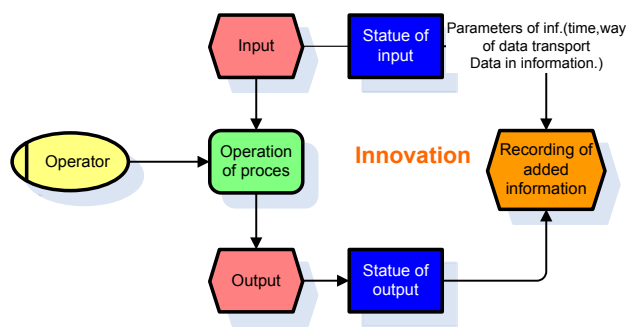 Input
Statue of
input
Parameters of inf.(time,way
of data transport
Data in information.)
Operator
Operation
of proces
Innovation
Recording of
added
information
Output
Statue of
output